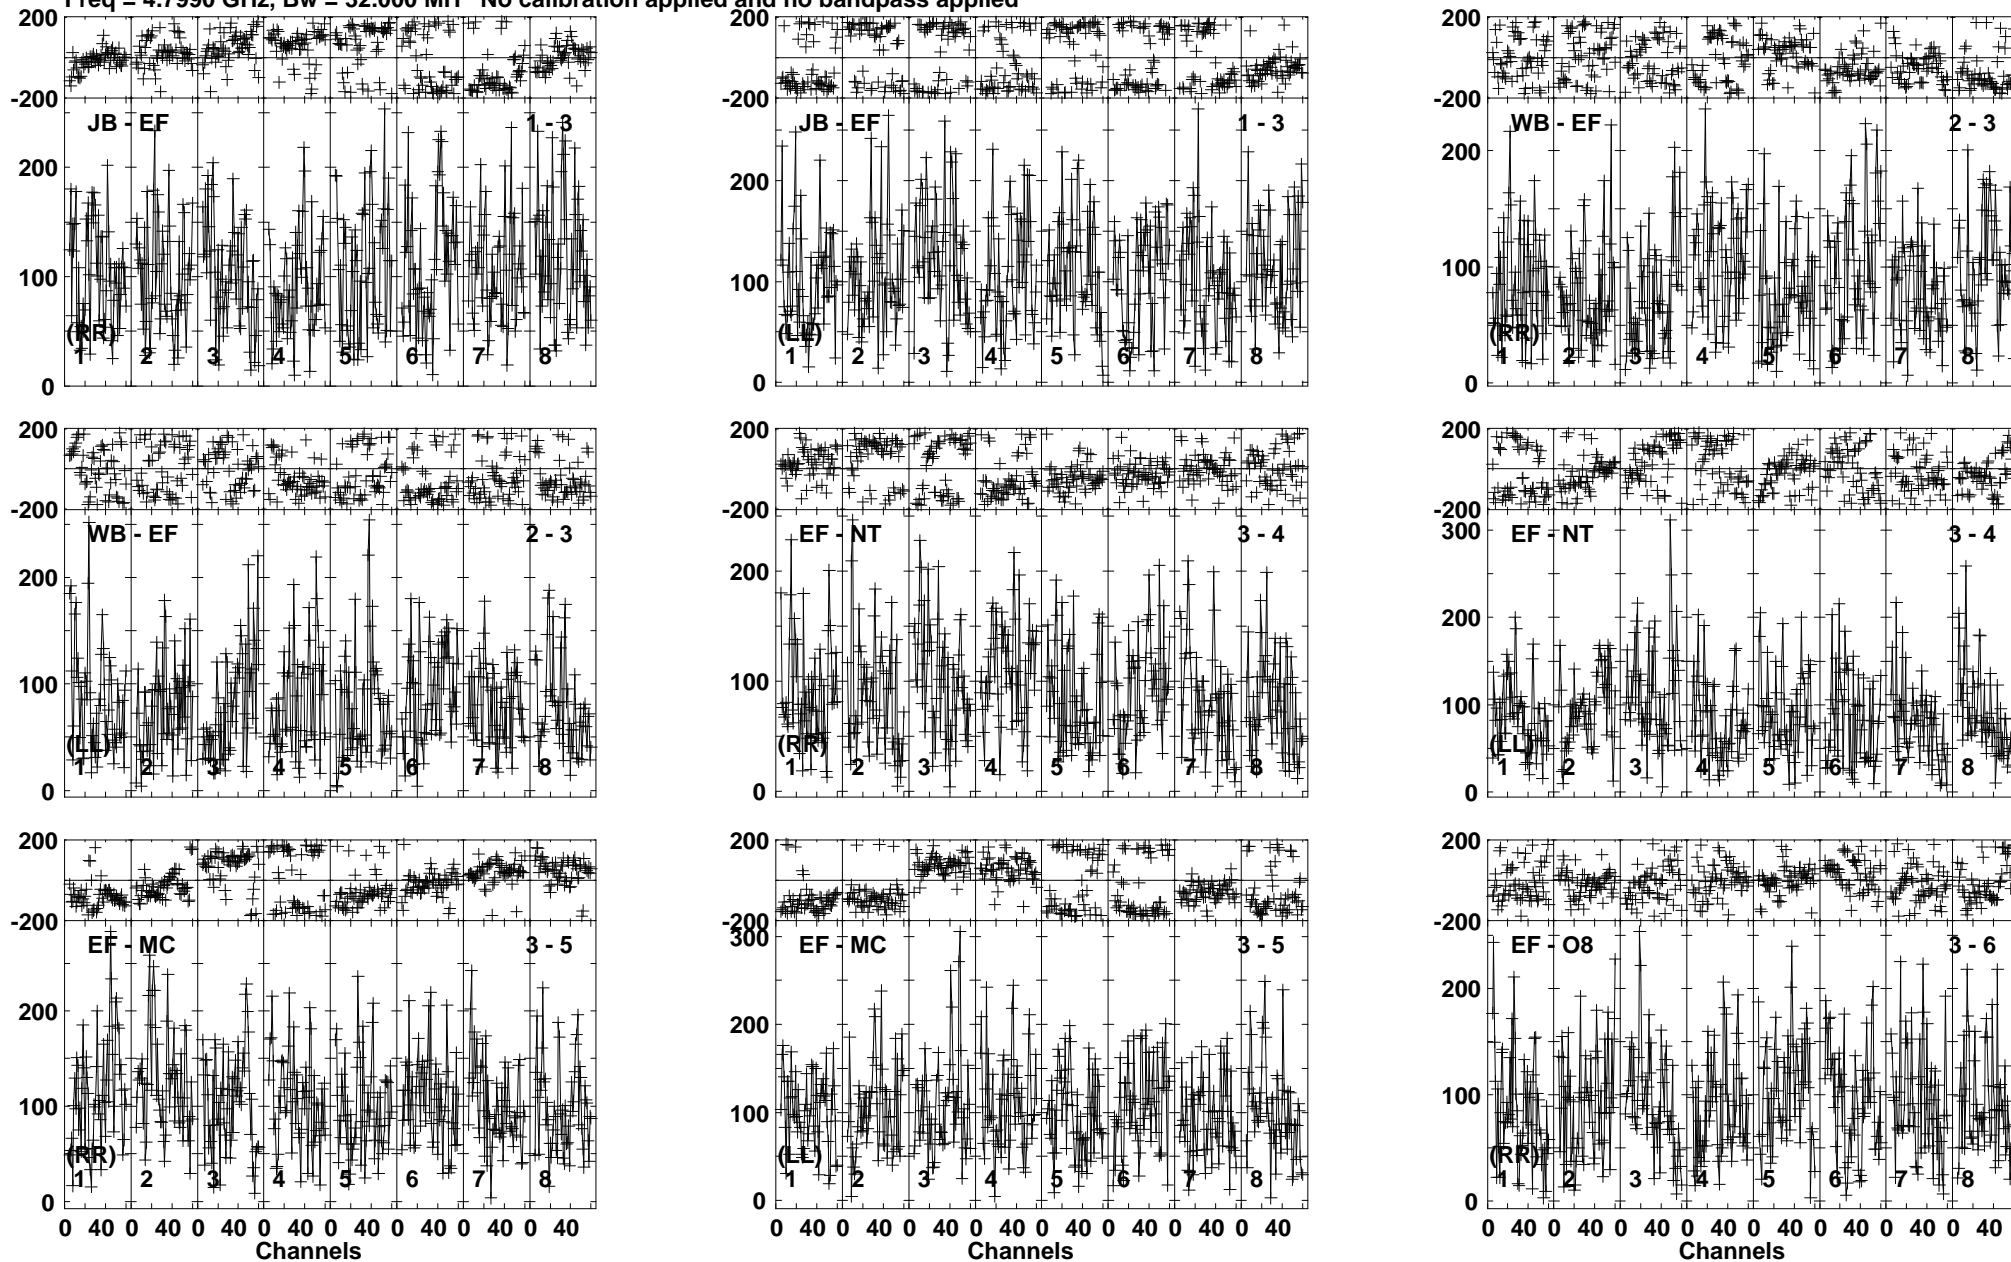 Freq = 4.7990 GHz, Bw = 32.000 MH No calibration applied and no bandpass applied
200 200 200
-200 -200 -200
JB - EF 1 - 3 JB - EF 1 - 3 WB - EF 2 - 3
200 200 200
100 100 100
(RR) (LL) (RR)
1 2 3 4 5 6 7 8 1 2 3 4 5 6 7 8 1 2 3 4 5 6 7 8
0 0 0
200 200 200
-200 -200 -200
WB - EF 2 - 3 EF - NT 3 - 4 EF - NT 3 - 4
300
200 200 200
100 100 100
(LL) (RR) (LL)
1 2 3 4 5 6 7 8 1 2 3 4 5 6 7 8 1 2 3 4 5 6 7 8
0 0 0
200 200 200
-200 -200 -200
EF - MC 3 - 5 EF - MC 3 - 5 EF - O8 3 - 6
300
200 200 200
100 100 100
(RR) (LL) (RR)
1 2 3 4 5 6 7 8 1 2 3 4 5 6 7 8 1 2 3 4 5 6 7 8
0 0 0
0 40 0 40 0 40 0 40 0 40 0 40 0 40 0 40 0 40 0 40 0 40 0 40 0 40 0 40 0 40 0 40 0 40 0 40 0 40 0 40 0 40 0 40 0 40 0 40
Channels Channels Channels